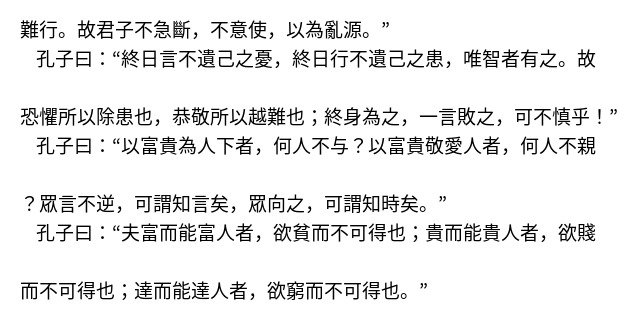 難行。故君子不急斷，不意使，以為亂源。”
孔子曰：“終日言不遺己之憂，終日行不遺己之患，唯智者有之。故
恐懼所以除患也，恭敬所以越難也；終身為之，一言敗之，可不慎乎！”
孔子曰：“以富貴為人下者，何人不与？以富貴敬愛人者，何人不親
？眾言不逆，可謂知言矣，眾向之，可謂知時矣。”
孔子曰：“夫富而能富人者，欲貧而不可得也；貴而能貴人者，欲賤
而不可得也；達而能達人者，欲窮而不可得也。”